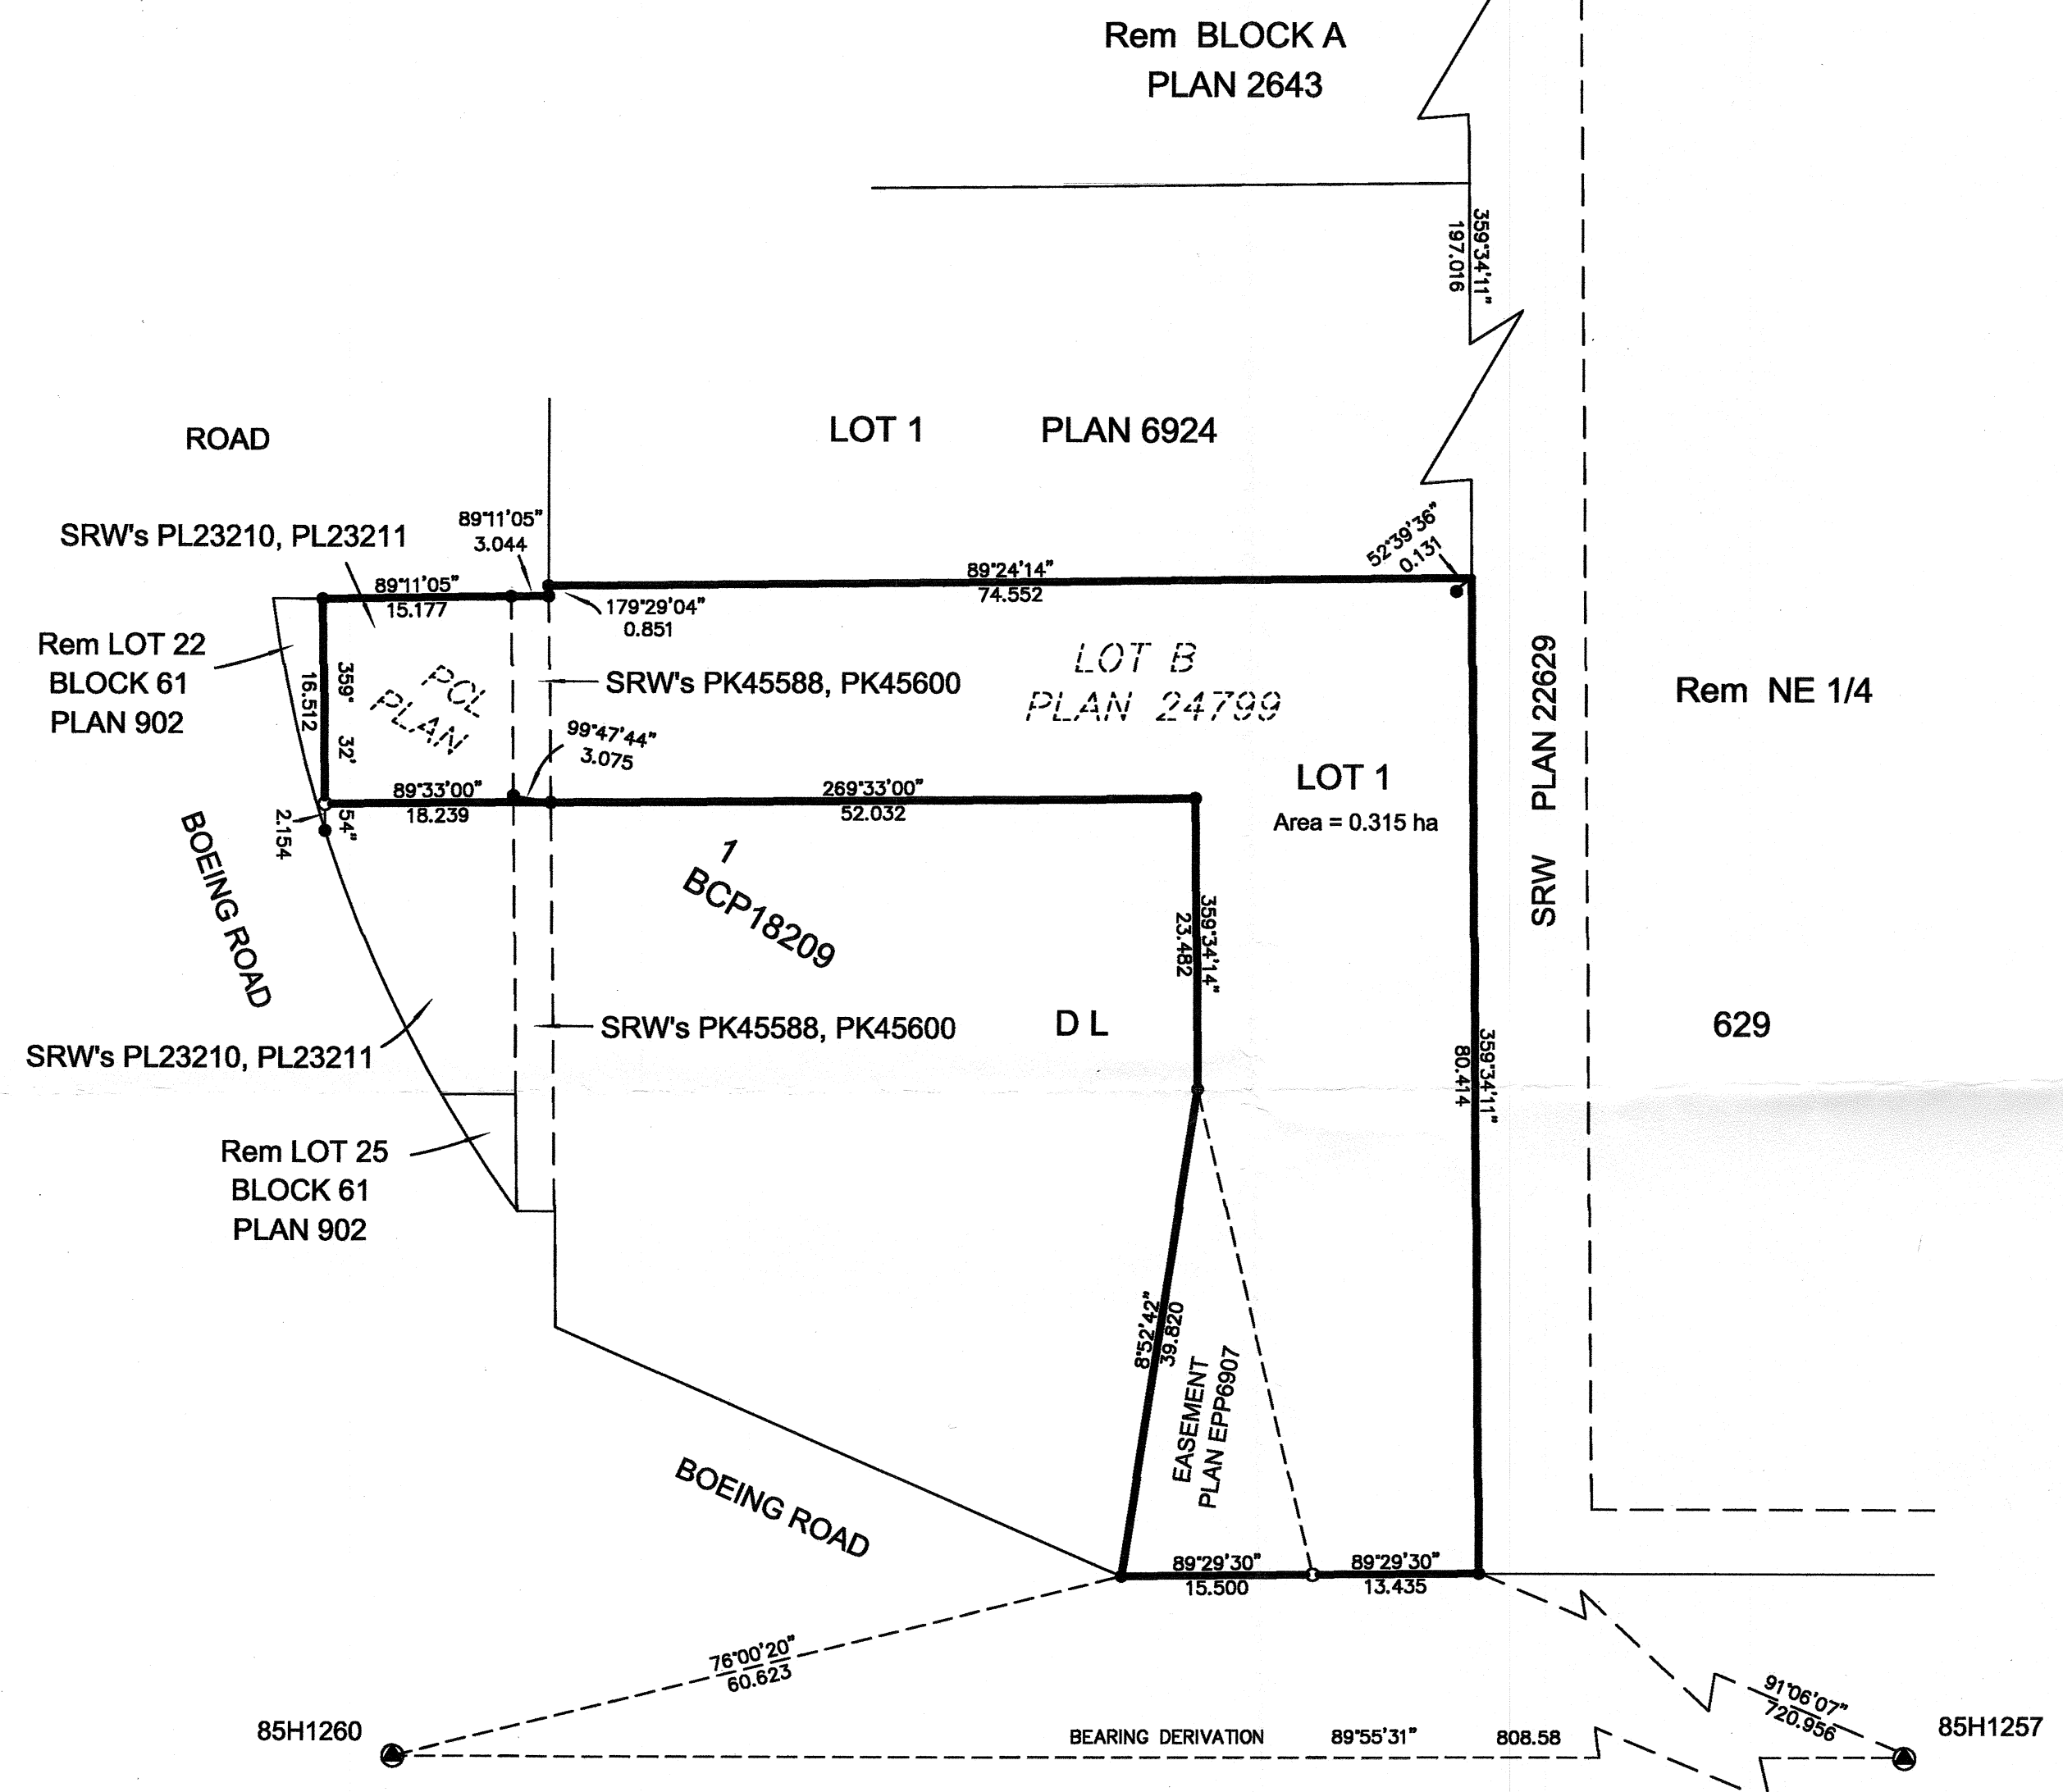 Rem BLOCK A
PLAN 2643
359°34'11"
197.016
ROAD
LOT 1 PLAN 6924
SRW's PL23210, PL23211
89°11'05"
3.044
52°39'36"
0.131
89°11'05"
15.177
89°24'14"
74.552
179°29'04"
0.851
Rem LOT 22
BLOCK 61
PLAN 902
359° 32' 54"
16.512
PCL
PLAN
SRW's PK45588, PK45600
LOT B
PLAN 24799
SRW PLAN 22629
Rem NE 1/4
99°47'44"
3.075
89°33'00"
18.239
269°33'00"
52.032
LOT 1
Area = 0.315 ha
2.154
BOEING ROAD
1
BCP18209
359°34'14"
23.482
SRW's PL23210, PL23211
SRW's PK45588, PK45600
D L
629
359°34'11"
80.414
Rem LOT 25
BLOCK 61
PLAN 902
8°52'42"
39.820
EASEMENT
PLAN EPP6907
BOEING ROAD
89°29'30"
15.500
89°29'30"
13.435
76°00'20"
60.623
91°06'07"
720.956
85H1260
85H1257
BEARING DERIVATION 89°55'31" 808.58